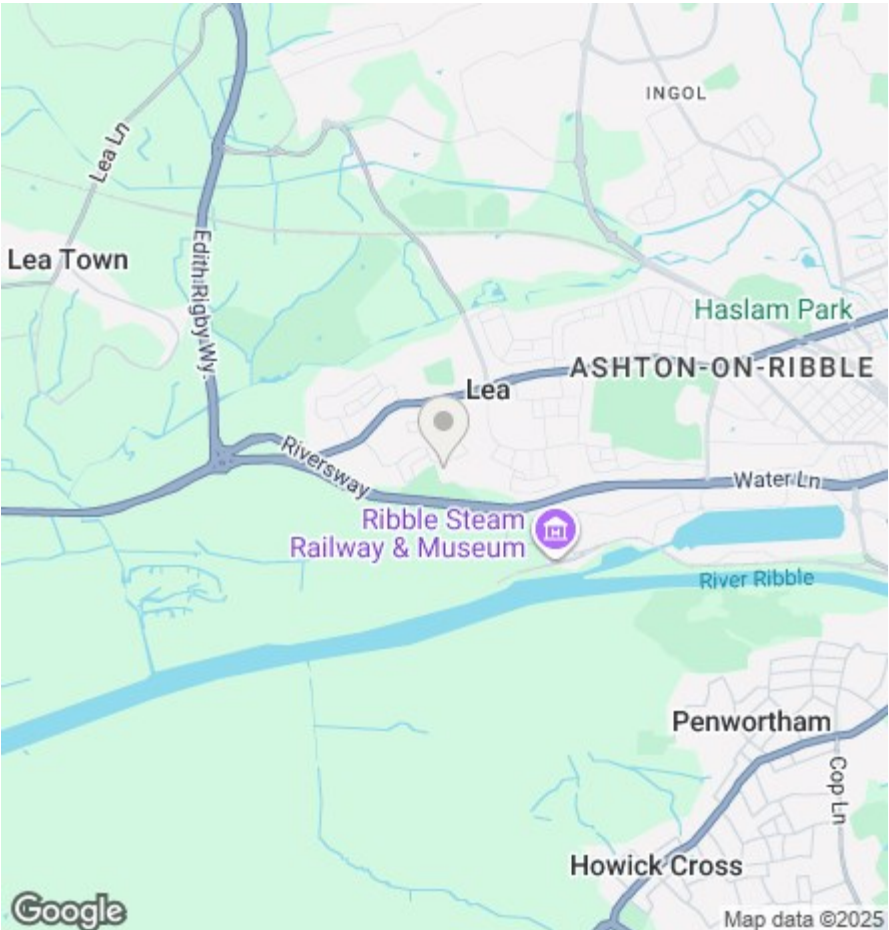 INGOL
Lea Ln
Lea Town
Edith Rigby Wy.
Haslam Park
ASHTON-ON-RIBBLE
Lea
Riversway
Water Ln
Ribble Steam
Railway & Museum
River Ribble
Penwortham
Cop Ln
Howick Cross
Google
Map data ©2025